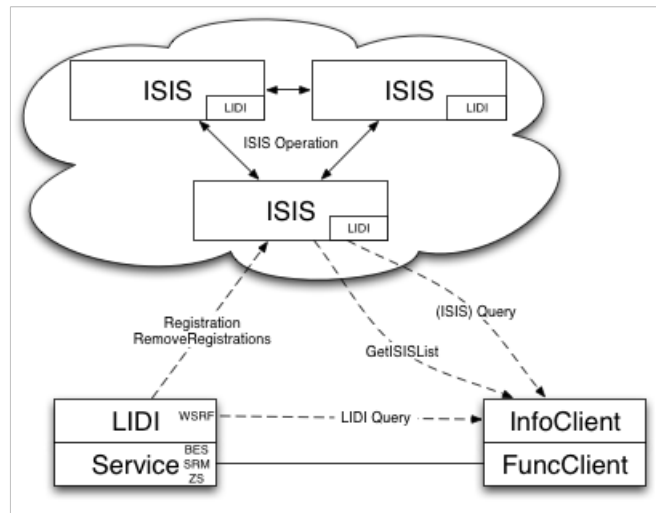 ISIS
LIDI
ISIS
LIDI
ISIS Operation
ISIS
LIDI
Registration
RemoveRegistrations
(ISIS) Query
GetISISList
LIDI
WSRF
LIDI Query
InfoClient
Service
BES
SRM
ZS
FuncClient